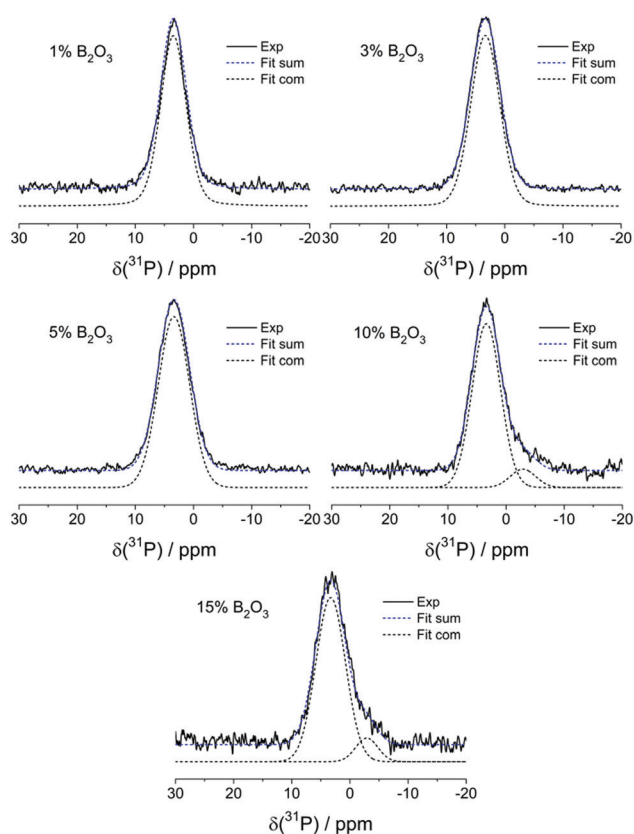 1% B₂O₃
Exp
Fit sum
Fit com
30 20 10 0 -10 -20
δ(³¹P) / ppm
3% B₂O₃
Exp
Fit sum
Fit com
30 20 10 0 -10 -20
δ(³¹P) / ppm
5% B₂O₃
Exp
Fit sum
Fit com
30 20 10 0 -10 -20
δ(³¹P) / ppm
10% B₂O₃
Exp
Fit sum
Fit com
30 20 10 0 -10 -20
δ(³¹P) / ppm
15% B₂O₃
Exp
Fit sum
Fit com
30 20 10 0 -10 -20
δ(³¹P) / ppm